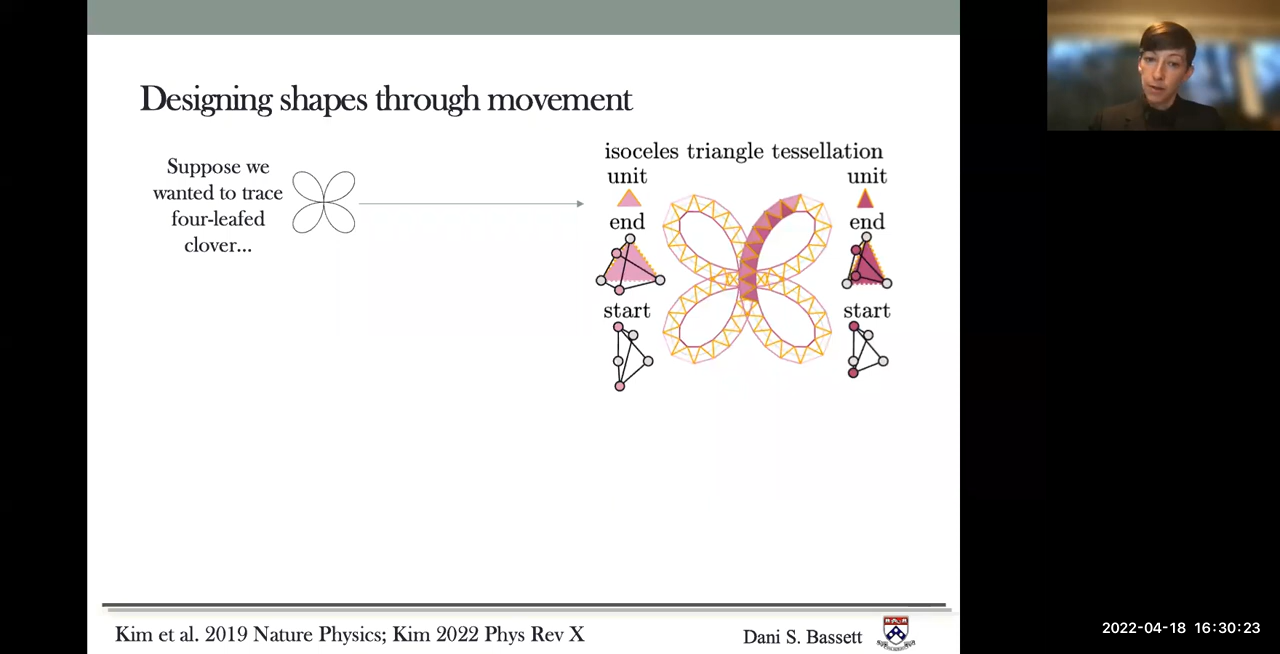 Designing shapes through movement
Suppose we
wanted to trace
four-leafed
clover...
isoceles triangle tessellation
unit
end
start
unit
end
start
Kim et al. 2019 Nature Physics; Kim 2022 Phys Rev X
Dani S. Bassett
2022-04-18 16:30:23